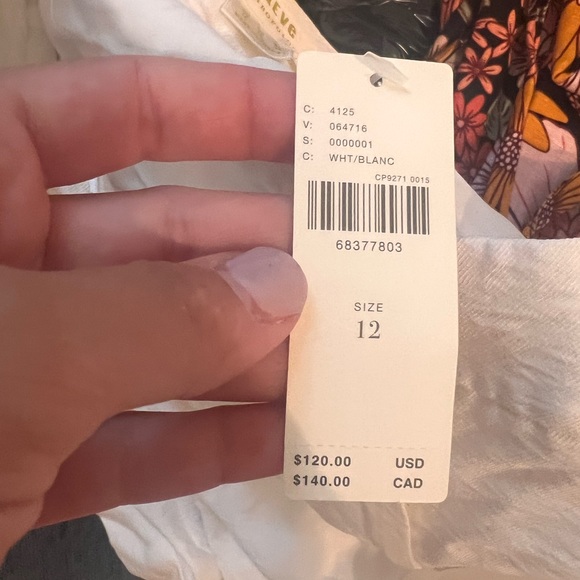 C: 4125
V: 064716
S: 0000001
C: WHT/BLANC
CP9271 0015
68377803
SIZE
12
$120.00 USD
$140.00 CAD